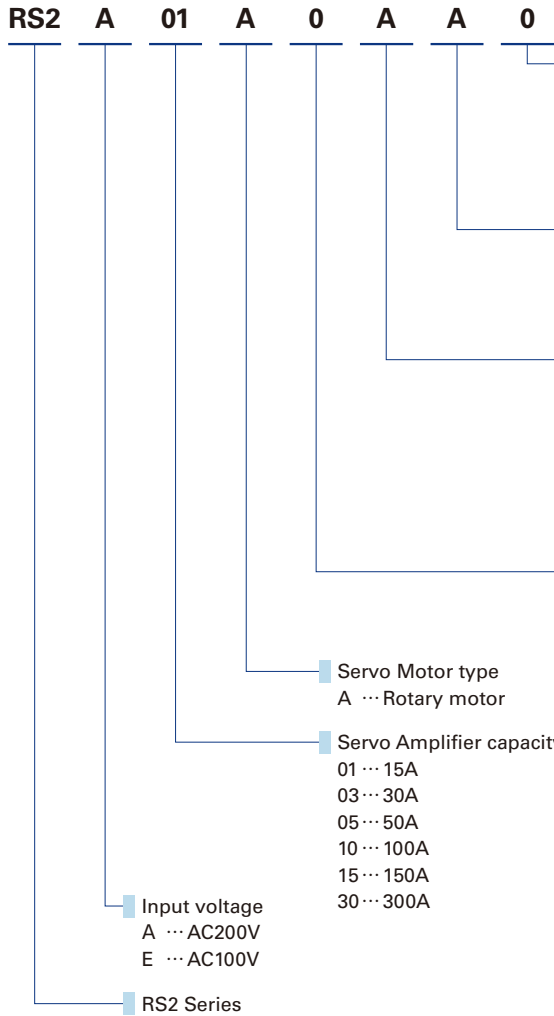 RS2 A 01 A 0 A A 0
Servo Motor type
A ⋯ Rotary motor
Servo Amplifier capacity
01 ⋯ 15A
03 ⋯ 30A
05 ⋯ 50A
10 ⋯ 100A
15 ⋯ 150A
30 ⋯ 300A
Input voltage
A ⋯ AC200V
E ⋯ AC100V
RS2 Series